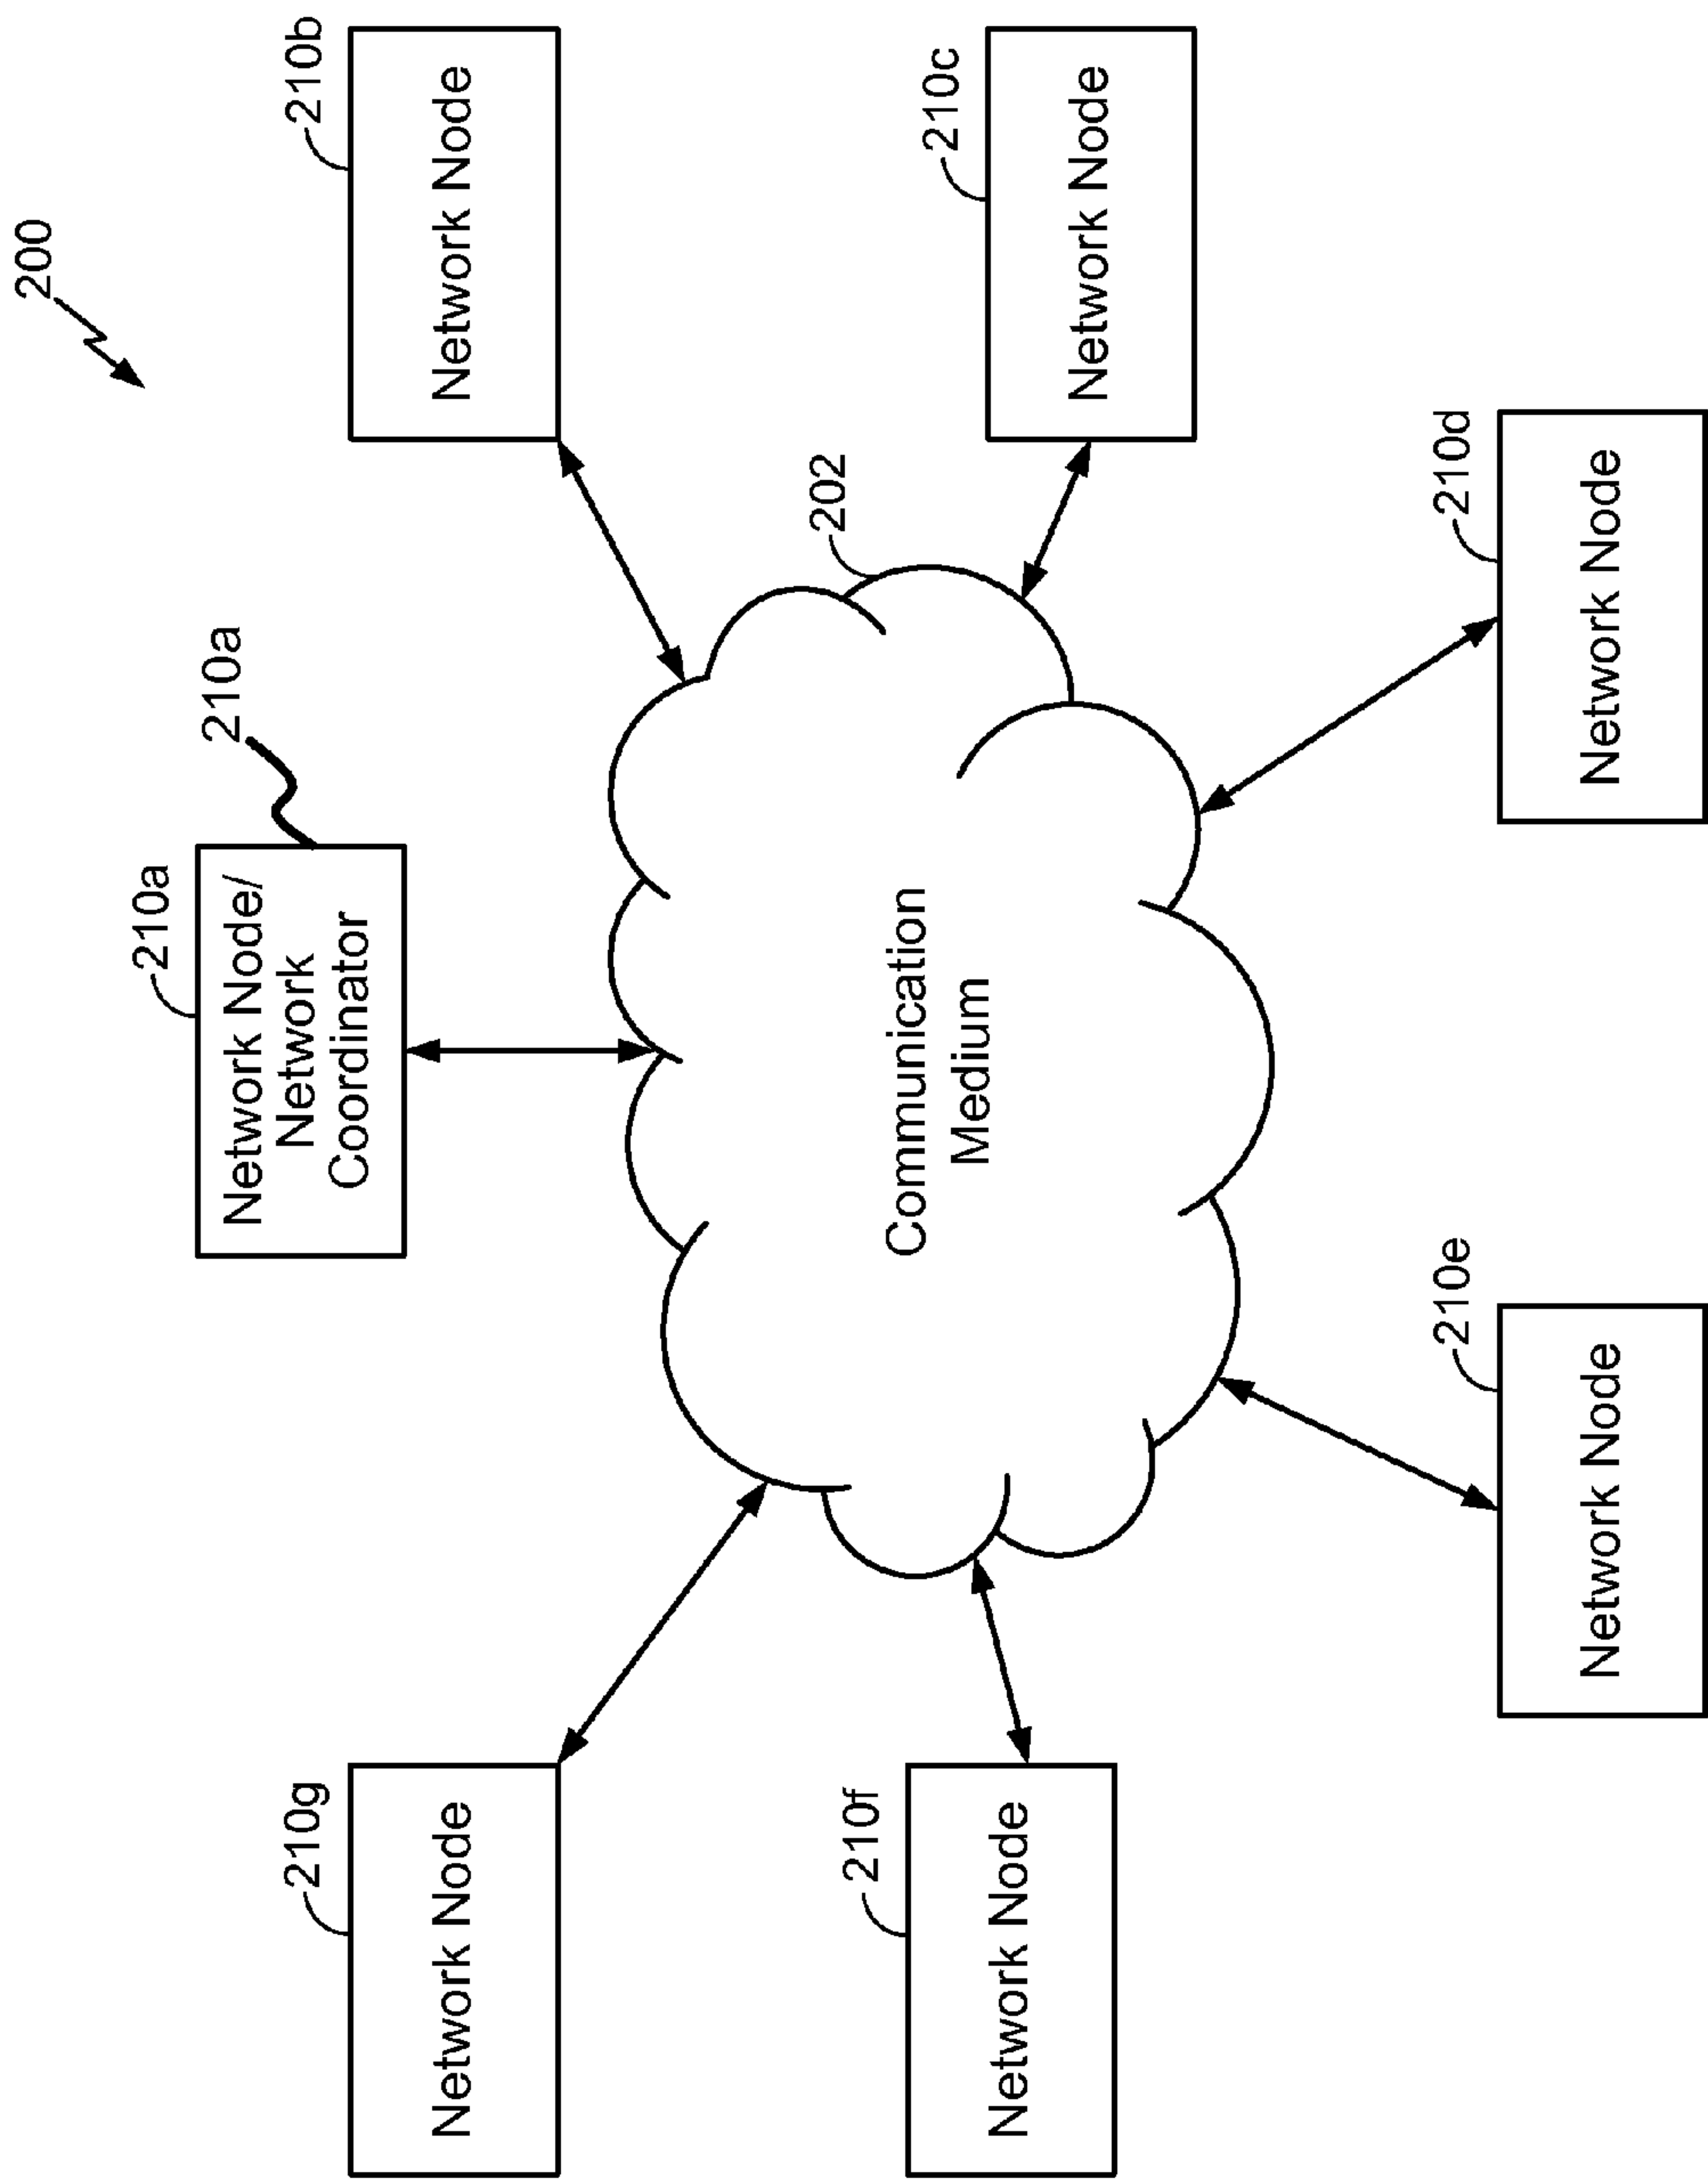 200
210a
210a
Network Node/
Network
Coordinator
210g
Network Node
210b
Network Node
202
Communication
Medium
210f
Network Node
210c
Network Node
210e
Network Node
210d
Network Node